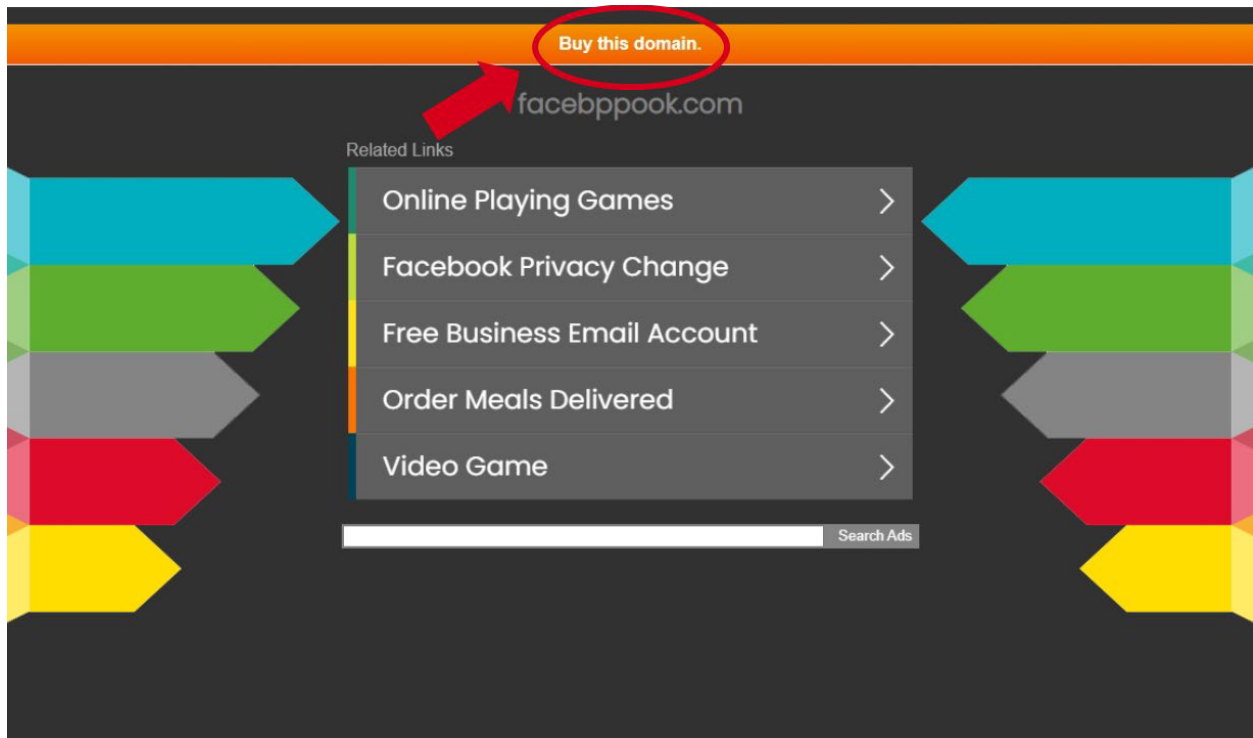 Buy this domain.
facebppook.com
Related Links
Online Playing Games
Facebook Privacy Change
Free Business Email Account
Order Meals Delivered
Video Game
Search Ads